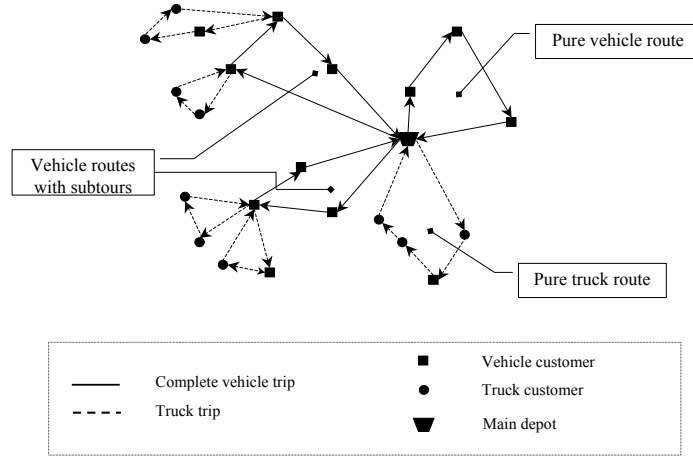 Pure vehicle route
Vehicle routes
with subtours
Pure truck route
Complete vehicle trip
Truck trip
Vehicle customer
Truck customer
Main depot